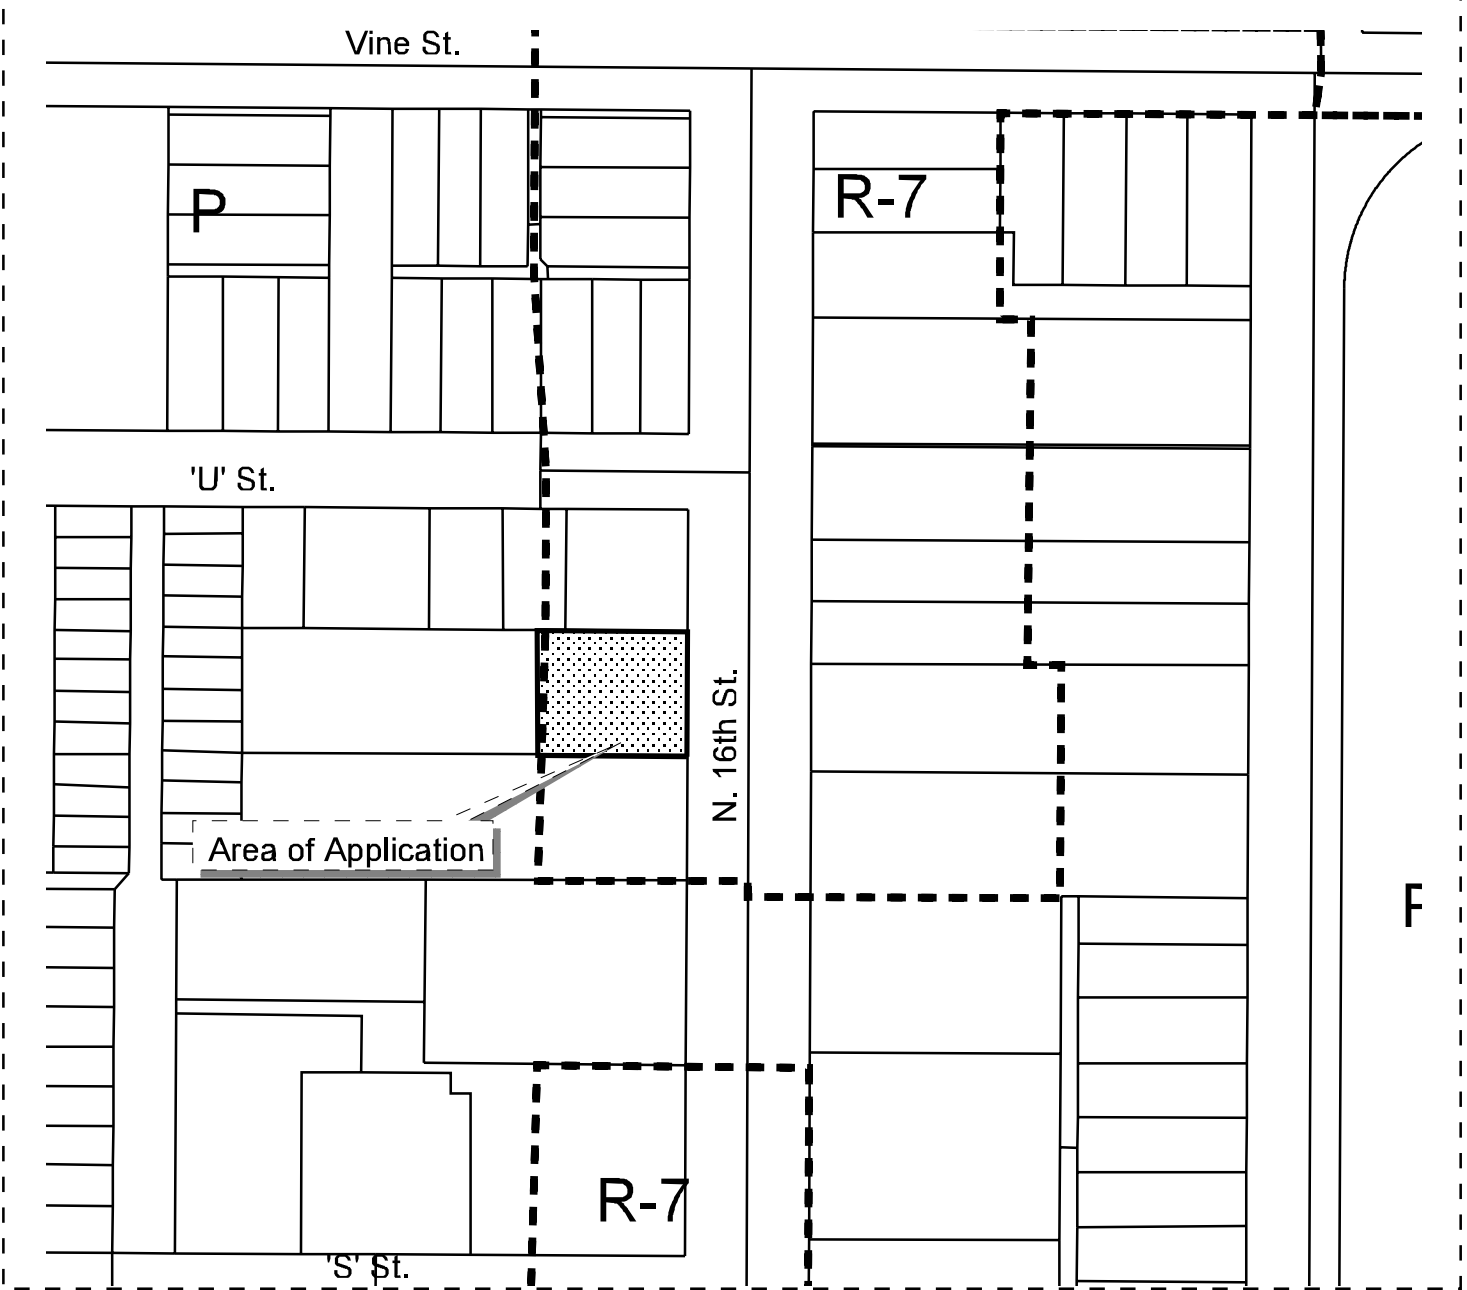 Vine St.
P
R-7
'U' St.
N. 16th St.
Area of Application
R-7
'S' St.